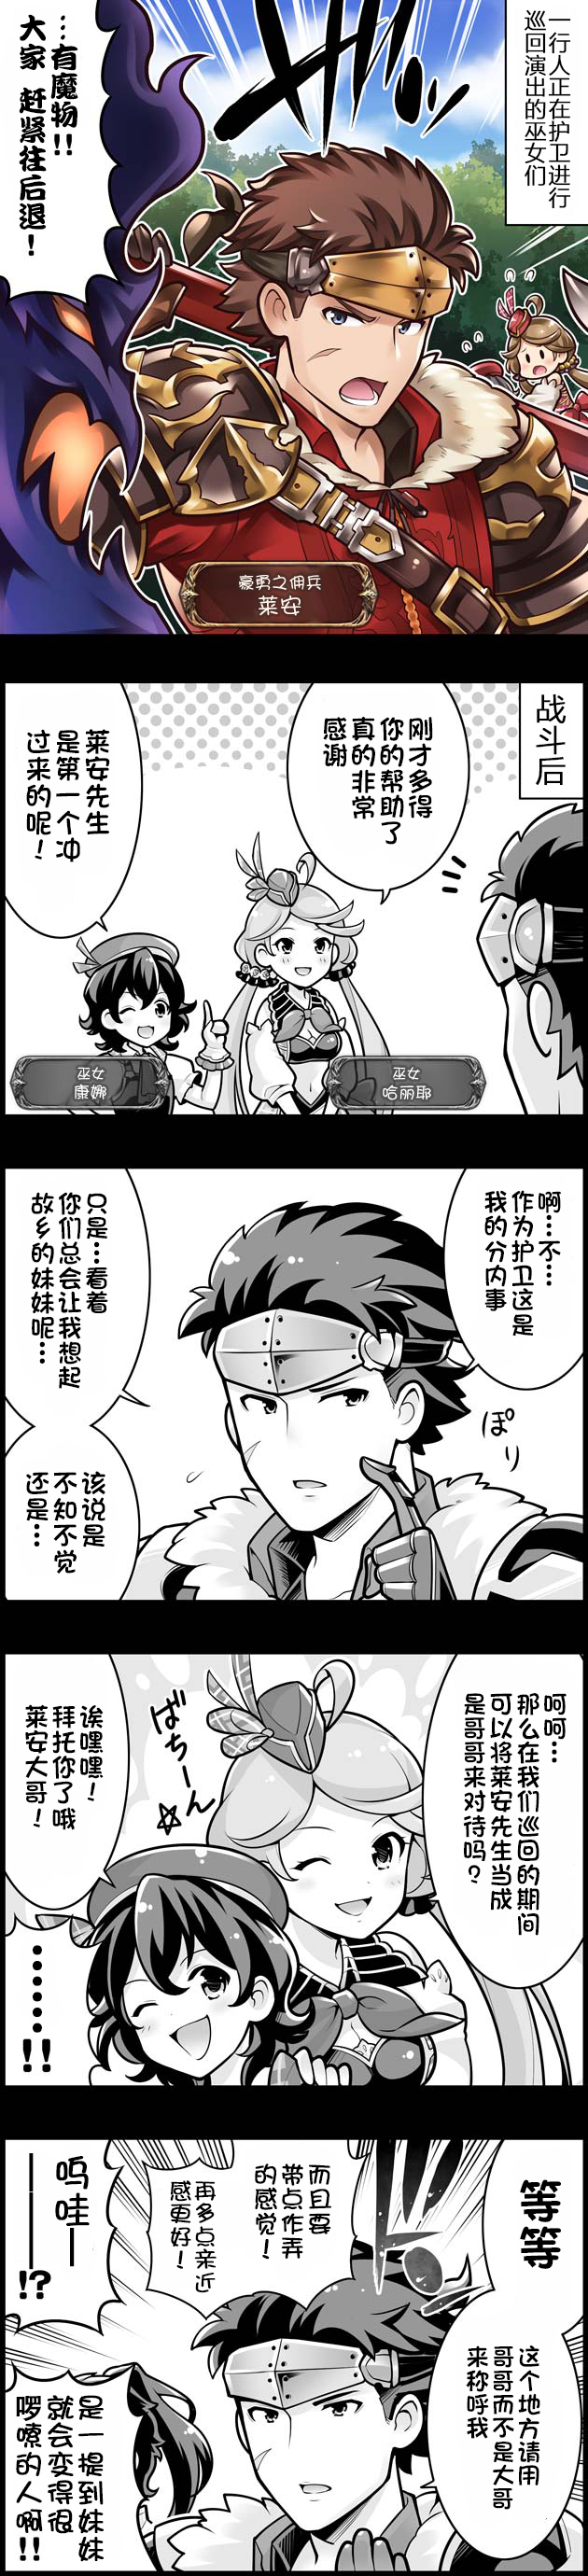 一行人正在护卫进行
巡回演出的巫女们
…有魔物!!
大家 赶紧往后退！
豪勇之佣兵
莱安
战斗后
刚才多得
你的帮助了
真的非常
感谢
莱安先生
是第一个冲
过来的呢！
巫女
哈丽耶
巫女
康娜
啊…不…
作为护卫这是
我的分内事
只是…看着
你们总会让我想起
故乡的妹妹呢…
ぽり
该说是
不知不觉
还是…
呵呵…
那么在我们巡回的期间
可以将莱安先生当成
是哥哥来对待吗？
ばちーん☆
诶嘿嘿！
拜托你了哦
莱安大哥！
……!!
等等
这个地方请用
哥哥而不是大哥
来称呼我
而且要
带点作弄
的感觉！
再多点亲近
感更好！
呜哇———!?
是一提到妹妹
就会变得很
啰嗦的人啊!!